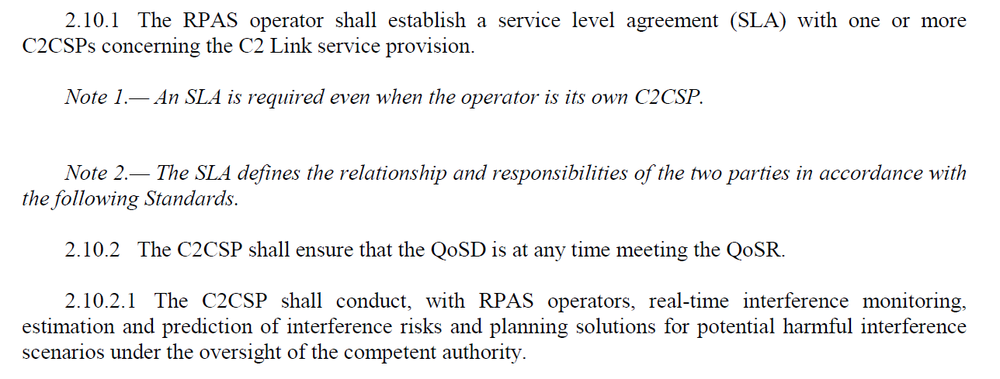 2.10.1 The RPAS operator shall establish a service level agreement (SLA) with one or more
C2CSPs concerning the C2 Link service provision.
Note 1.— An SLA is required even when the operator is its own C2CSP.
Note 2.— The SLA defines the relationship and responsibilities of the two parties in accordance with
the following Standards.
2.10.2 The C2CSP shall ensure that the QoSD is at any time meeting the QoSR.
2.10.2.1 The C2CSP shall conduct, with RPAS operators, real-time interference monitoring,
estimation and prediction of interference risks and planning solutions for potential harmful interference
scenarios under the oversight of the competent authority.